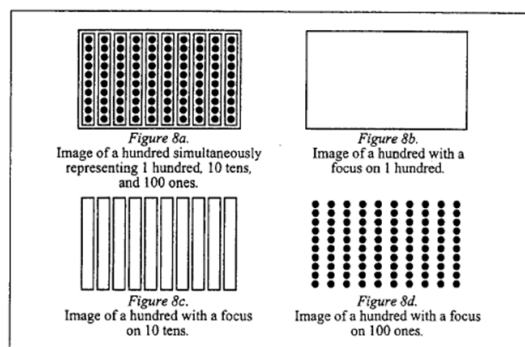 Figure 8a.
Image of a hundred simultaneously
representing 1 hundred, 10 tens,
and 100 ones.
Figure 8b.
Image of a hundred with a
focus on 1 hundred.
Figure 8c.
Image of a hundred with a focus
on 10 tens.
Figure 8d.
Image of a hundred with a focus
on 100 ones.